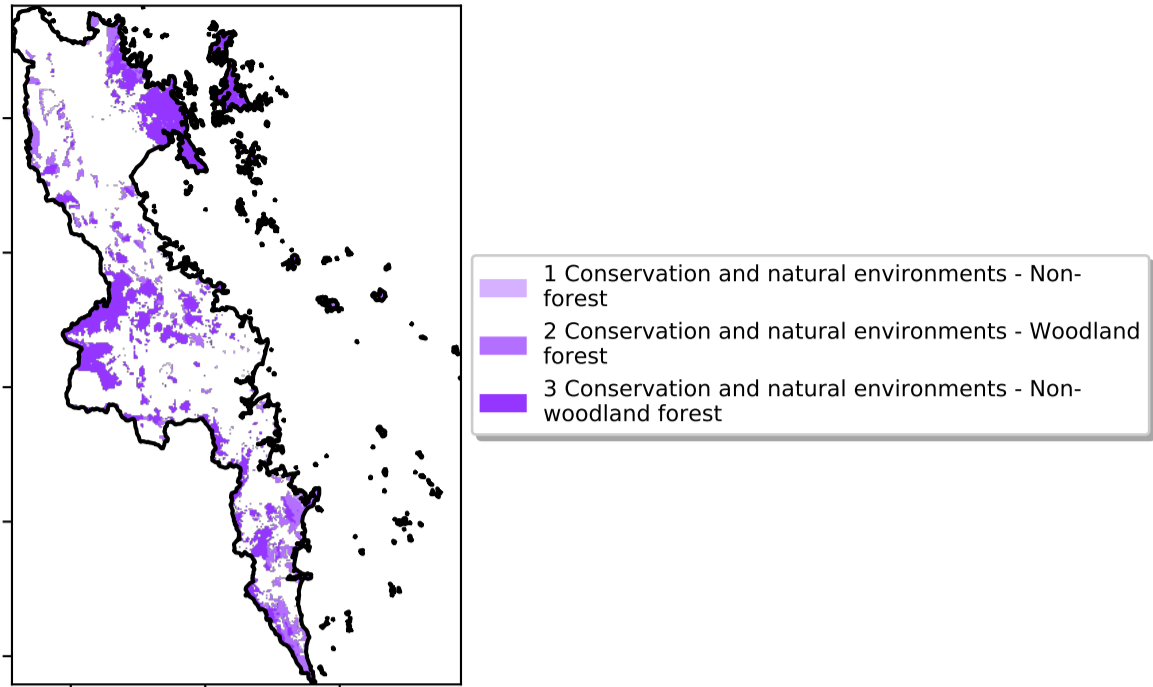 1 Conservation and natural environments - Non-
forest
2 Conservation and natural environments - Woodland
forest
3 Conservation and natural environments - Non-
woodland forest